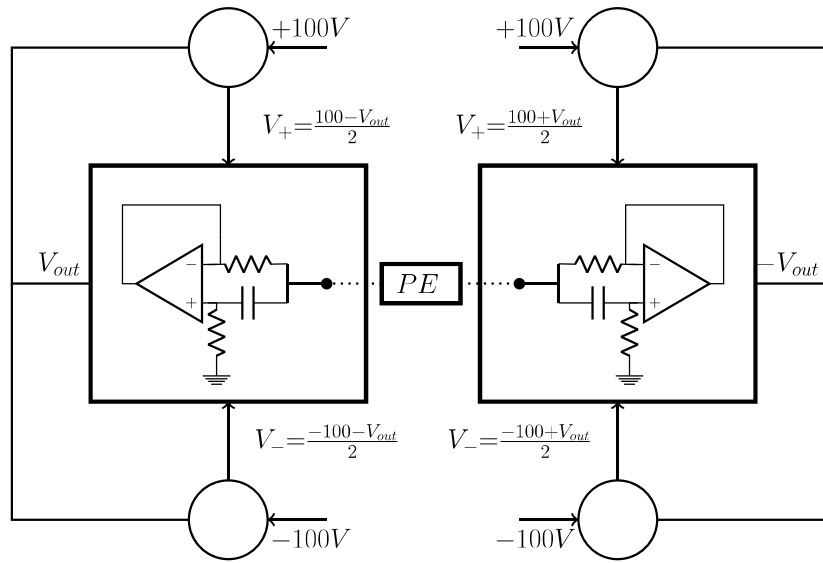 +100V +100V
V₊=(100−Vₒᵤₜ)/2 V₊=(100+Vₒᵤₜ)/2
Vₒᵤₜ − + PE − + −Vₒᵤₜ
V₋=(−100−Vₒᵤₜ)/2 V₋=(−100+Vₒᵤₜ)/2
−100V −100V